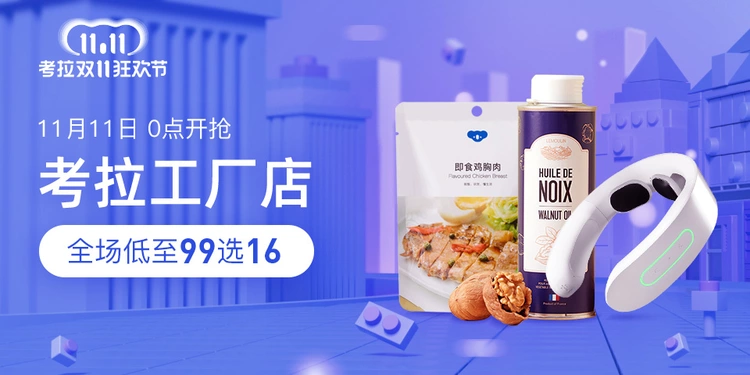 11.11
考拉双11狂欢节
11月11日 0点开抢
考拉工厂店
全场低至99选16
即食鸡胸肉
Flavoured Chicken Breast
HUILE DE
NOIX
WALNUT OIL